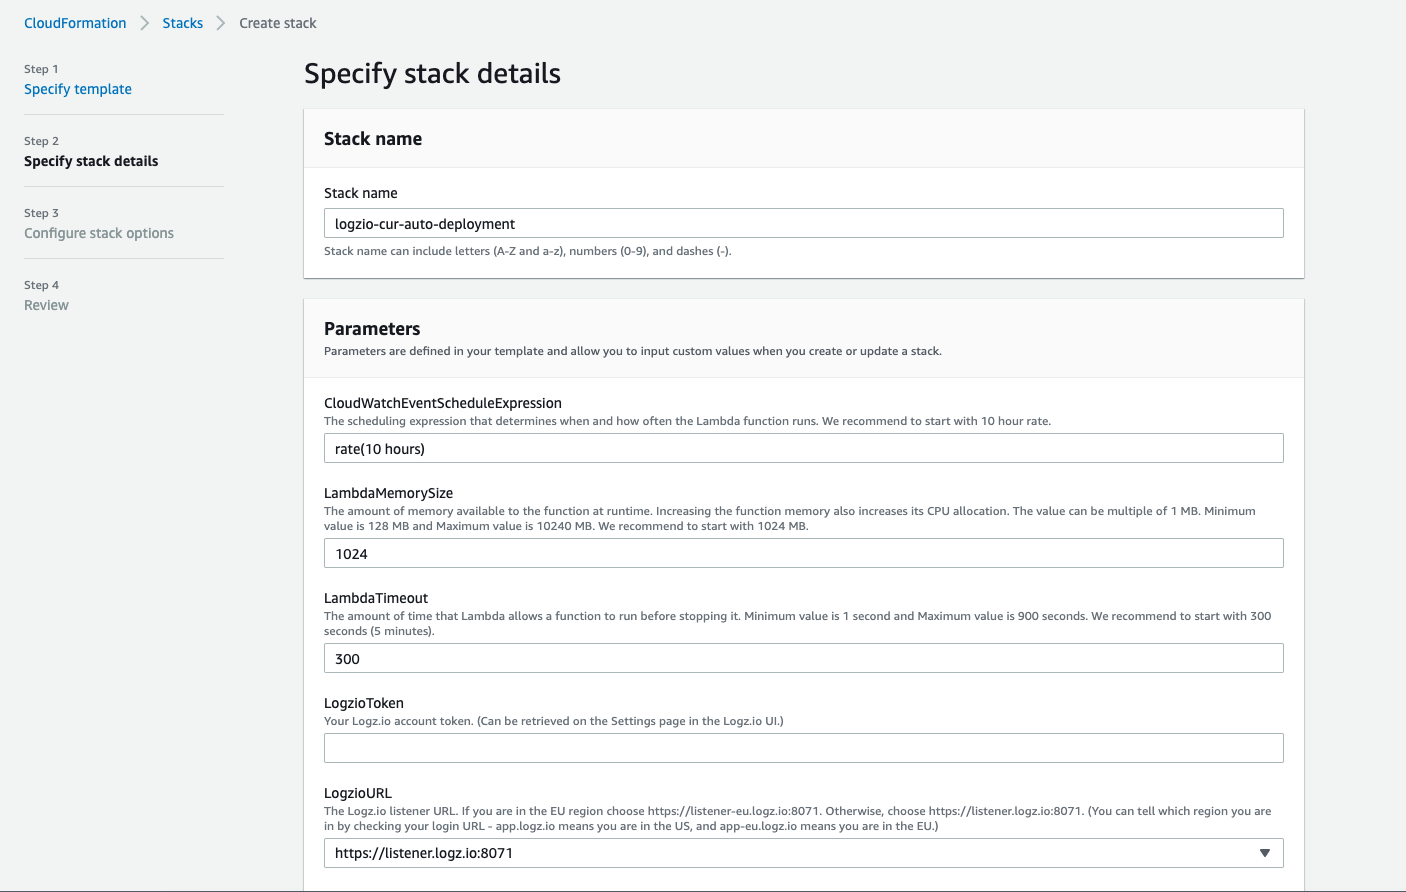 CloudFormation > Stacks > Create stack
Step 1
Specify template
Step 2
Specify stack details
Step 3
Configure stack options
Step 4
Review
Specify stack details
Stack name
Stack name
logzio-cur-auto-deployment
Stack name can include letters (A-Z and a-z), numbers (0-9), and dashes (-).
Parameters
Parameters are defined in your template and allow you to input custom values when you create or update a stack.
CloudWatchEventScheduleExpression
The scheduling expression that determines when and how often the Lambda function runs. We recommend to start with 10 hour rate.
rate(10 hours)
LambdaMemorySize
The amount of memory available to the function at runtime. Increasing the function memory also increases its CPU allocation. The value can be multiple of 1 MB. Minimum
value is 128 MB and Maximum value is 10240 MB. We recommend to start with 1024 MB.
1024
LambdaTimeout
The amount of time that Lambda allows a function to run before stopping it. Minimum value is 1 second and Maximum value is 900 seconds. We recommend to start with 300
seconds (5 minutes).
300
LogzioToken
Your Logz.io account token. (Can be retrieved on the Settings page in the Logz.io UI.)
LogzioURL
The Logz.io listener URL. If you are in the EU region choose https://listener-eu.logz.io:8071. Otherwise, choose https://listener.logz.io:8071. (You can tell which region you are
in by checking your login URL - app.logz.io means you are in the US, and app-eu.logz.io means you are in the EU.)
https://listener.logz.io:8071